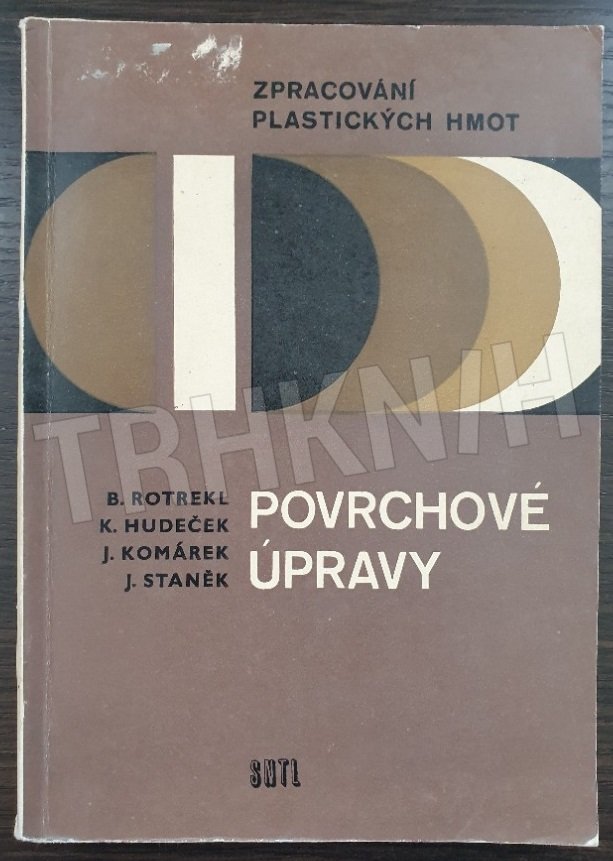 ZPRACOVÁNÍ
PLASTICKÝCH HMOT
TRHKNIH
B. ROTREKL
K. HUDEČEK
J. KOMÁREK
J. STANĚK
POVRCHOVÉ
ÚPRAVY
SNTL